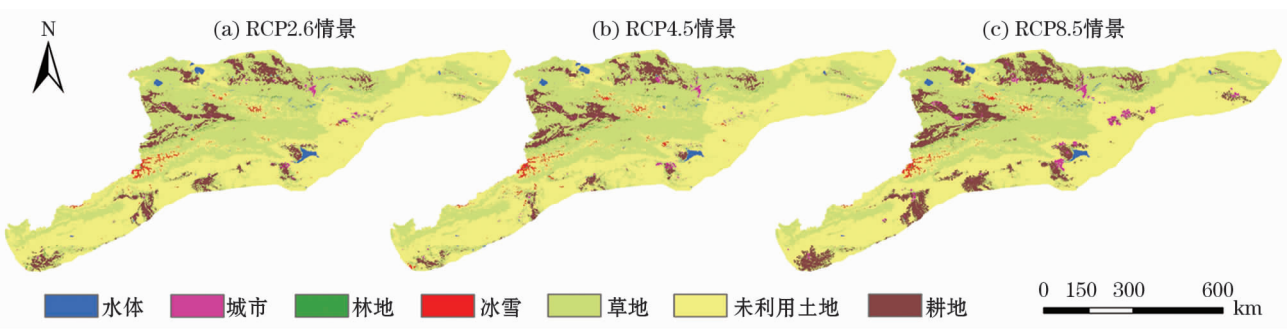 N
(a) RCP2.6情景
(b) RCP4.5情景
(c) RCP8.5情景
水体
城市
林地
冰雪
草地
未利用土地
耕地
0 150 300 600
km